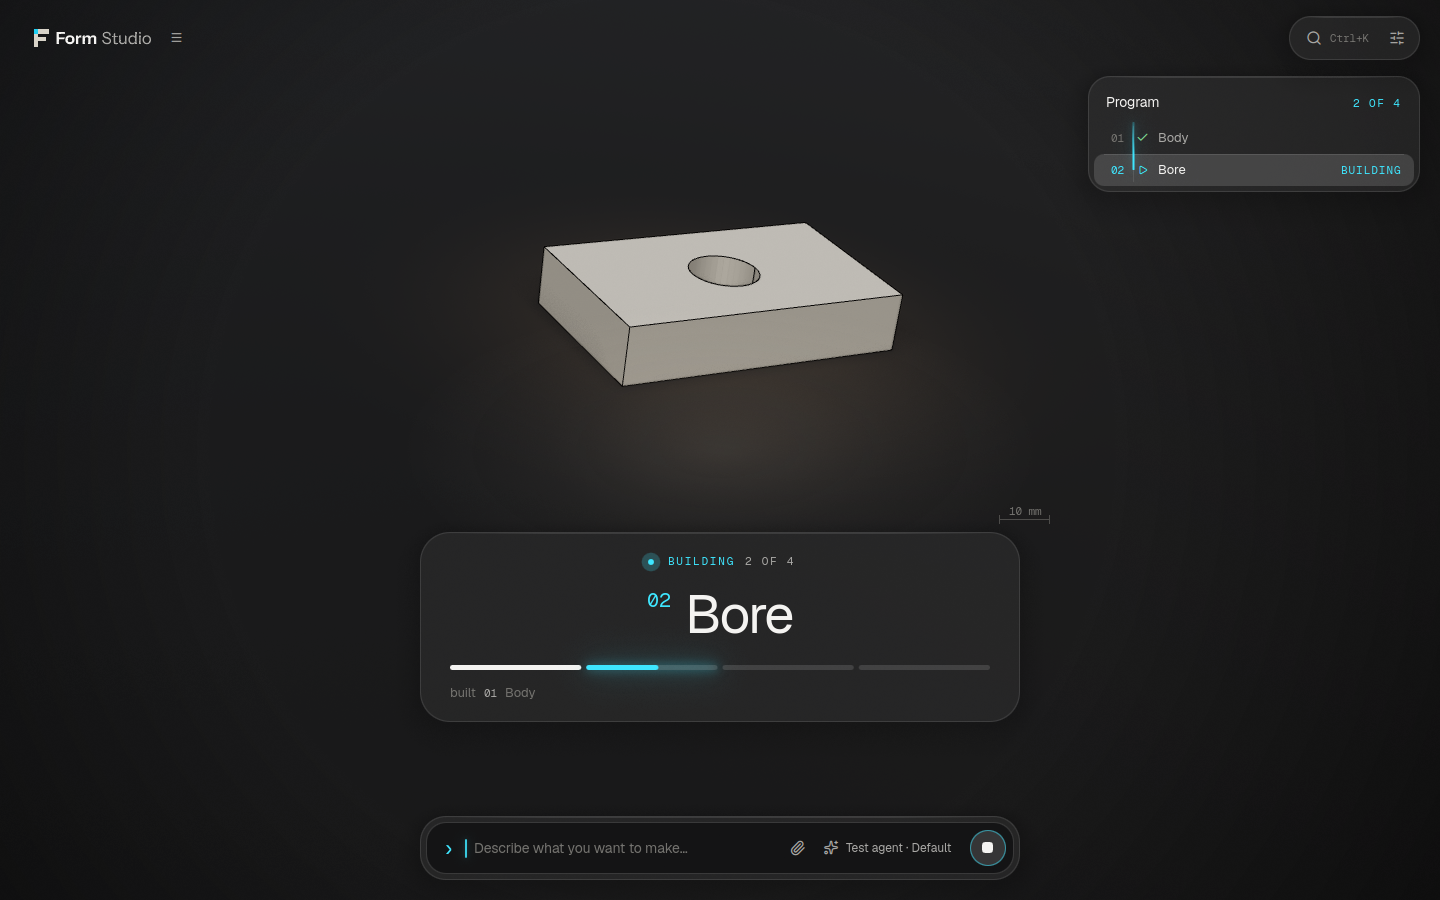 Form Studio
Ctrl+K
Program 2 OF 4
01 Body
02 Bore BUILDING
10 mm
BUILDING 2 OF 4
02 Bore
built 01 Body
Describe what you want to make…
Test agent · Default